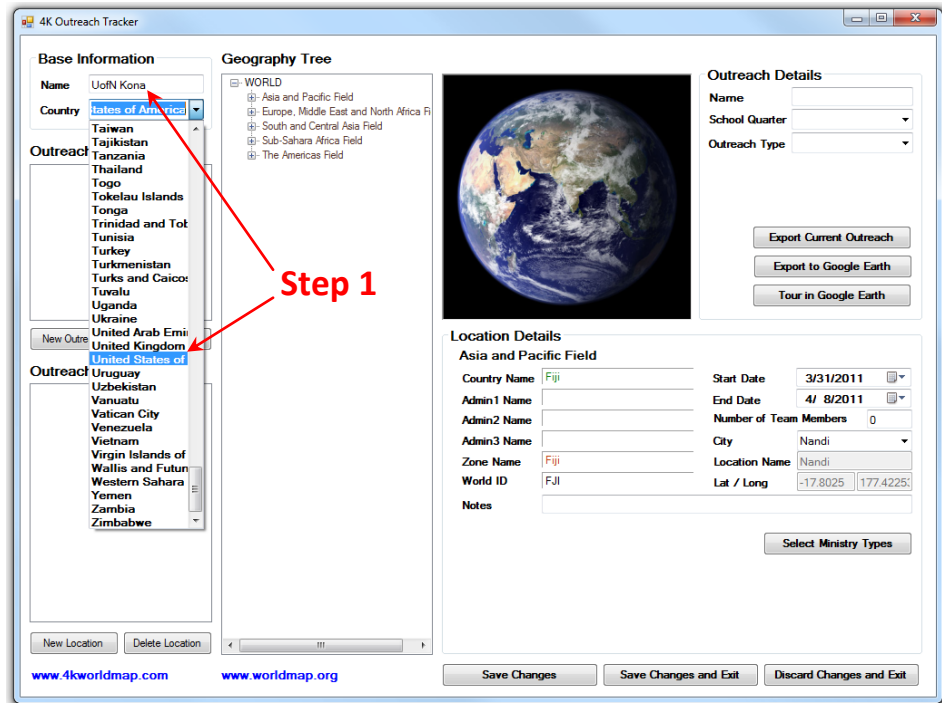 4K Outreach Tracker
Base Information
Name UofN Kona
Country tates of America
Taiwan
Tajikistan
Tanzania
Thailand
Togo
Tokelau Islands
Tonga
Trinidad and Tob
Tunisia
Turkey
Turkmenistan
Turks and Caicos
Tuvalu
Uganda
Ukraine
United Arab Emi
United Kingdom
United States of
Uruguay
Uzbekistan
Vanuatu
Vatican City
Venezuela
Vietnam
Virgin Islands of
Wallis and Futun
Western Sahara
Yemen
Zambia
Zimbabwe
Outreach
New Outre
Outreach
New Location Delete Location
www.4kworldmap.com
Geography Tree
WORLD
Asia and Pacific Field
Europe, Middle East and North Africa Fi
South and Central Asia Field
Sub-Sahara Africa Field
The Americas Field
Step 1
www.worldmap.org
Outreach Details
Name
School Quarter
Outreach Type
Export Current Outreach
Export to Google Earth
Tour in Google Earth
Location Details
Asia and Pacific Field
Country Name Fiji
Admin1 Name
Admin2 Name
Admin3 Name
Zone Name Fiji
World ID FJI
Notes
Start Date 3/31/2011
End Date 4/ 8/2011
Number of Team Members 0
City Nandi
Location Name Nandi
Lat / Long -17.8025 177.4225
Select Ministry Types
Save Changes Save Changes and Exit Discard Changes and Exit